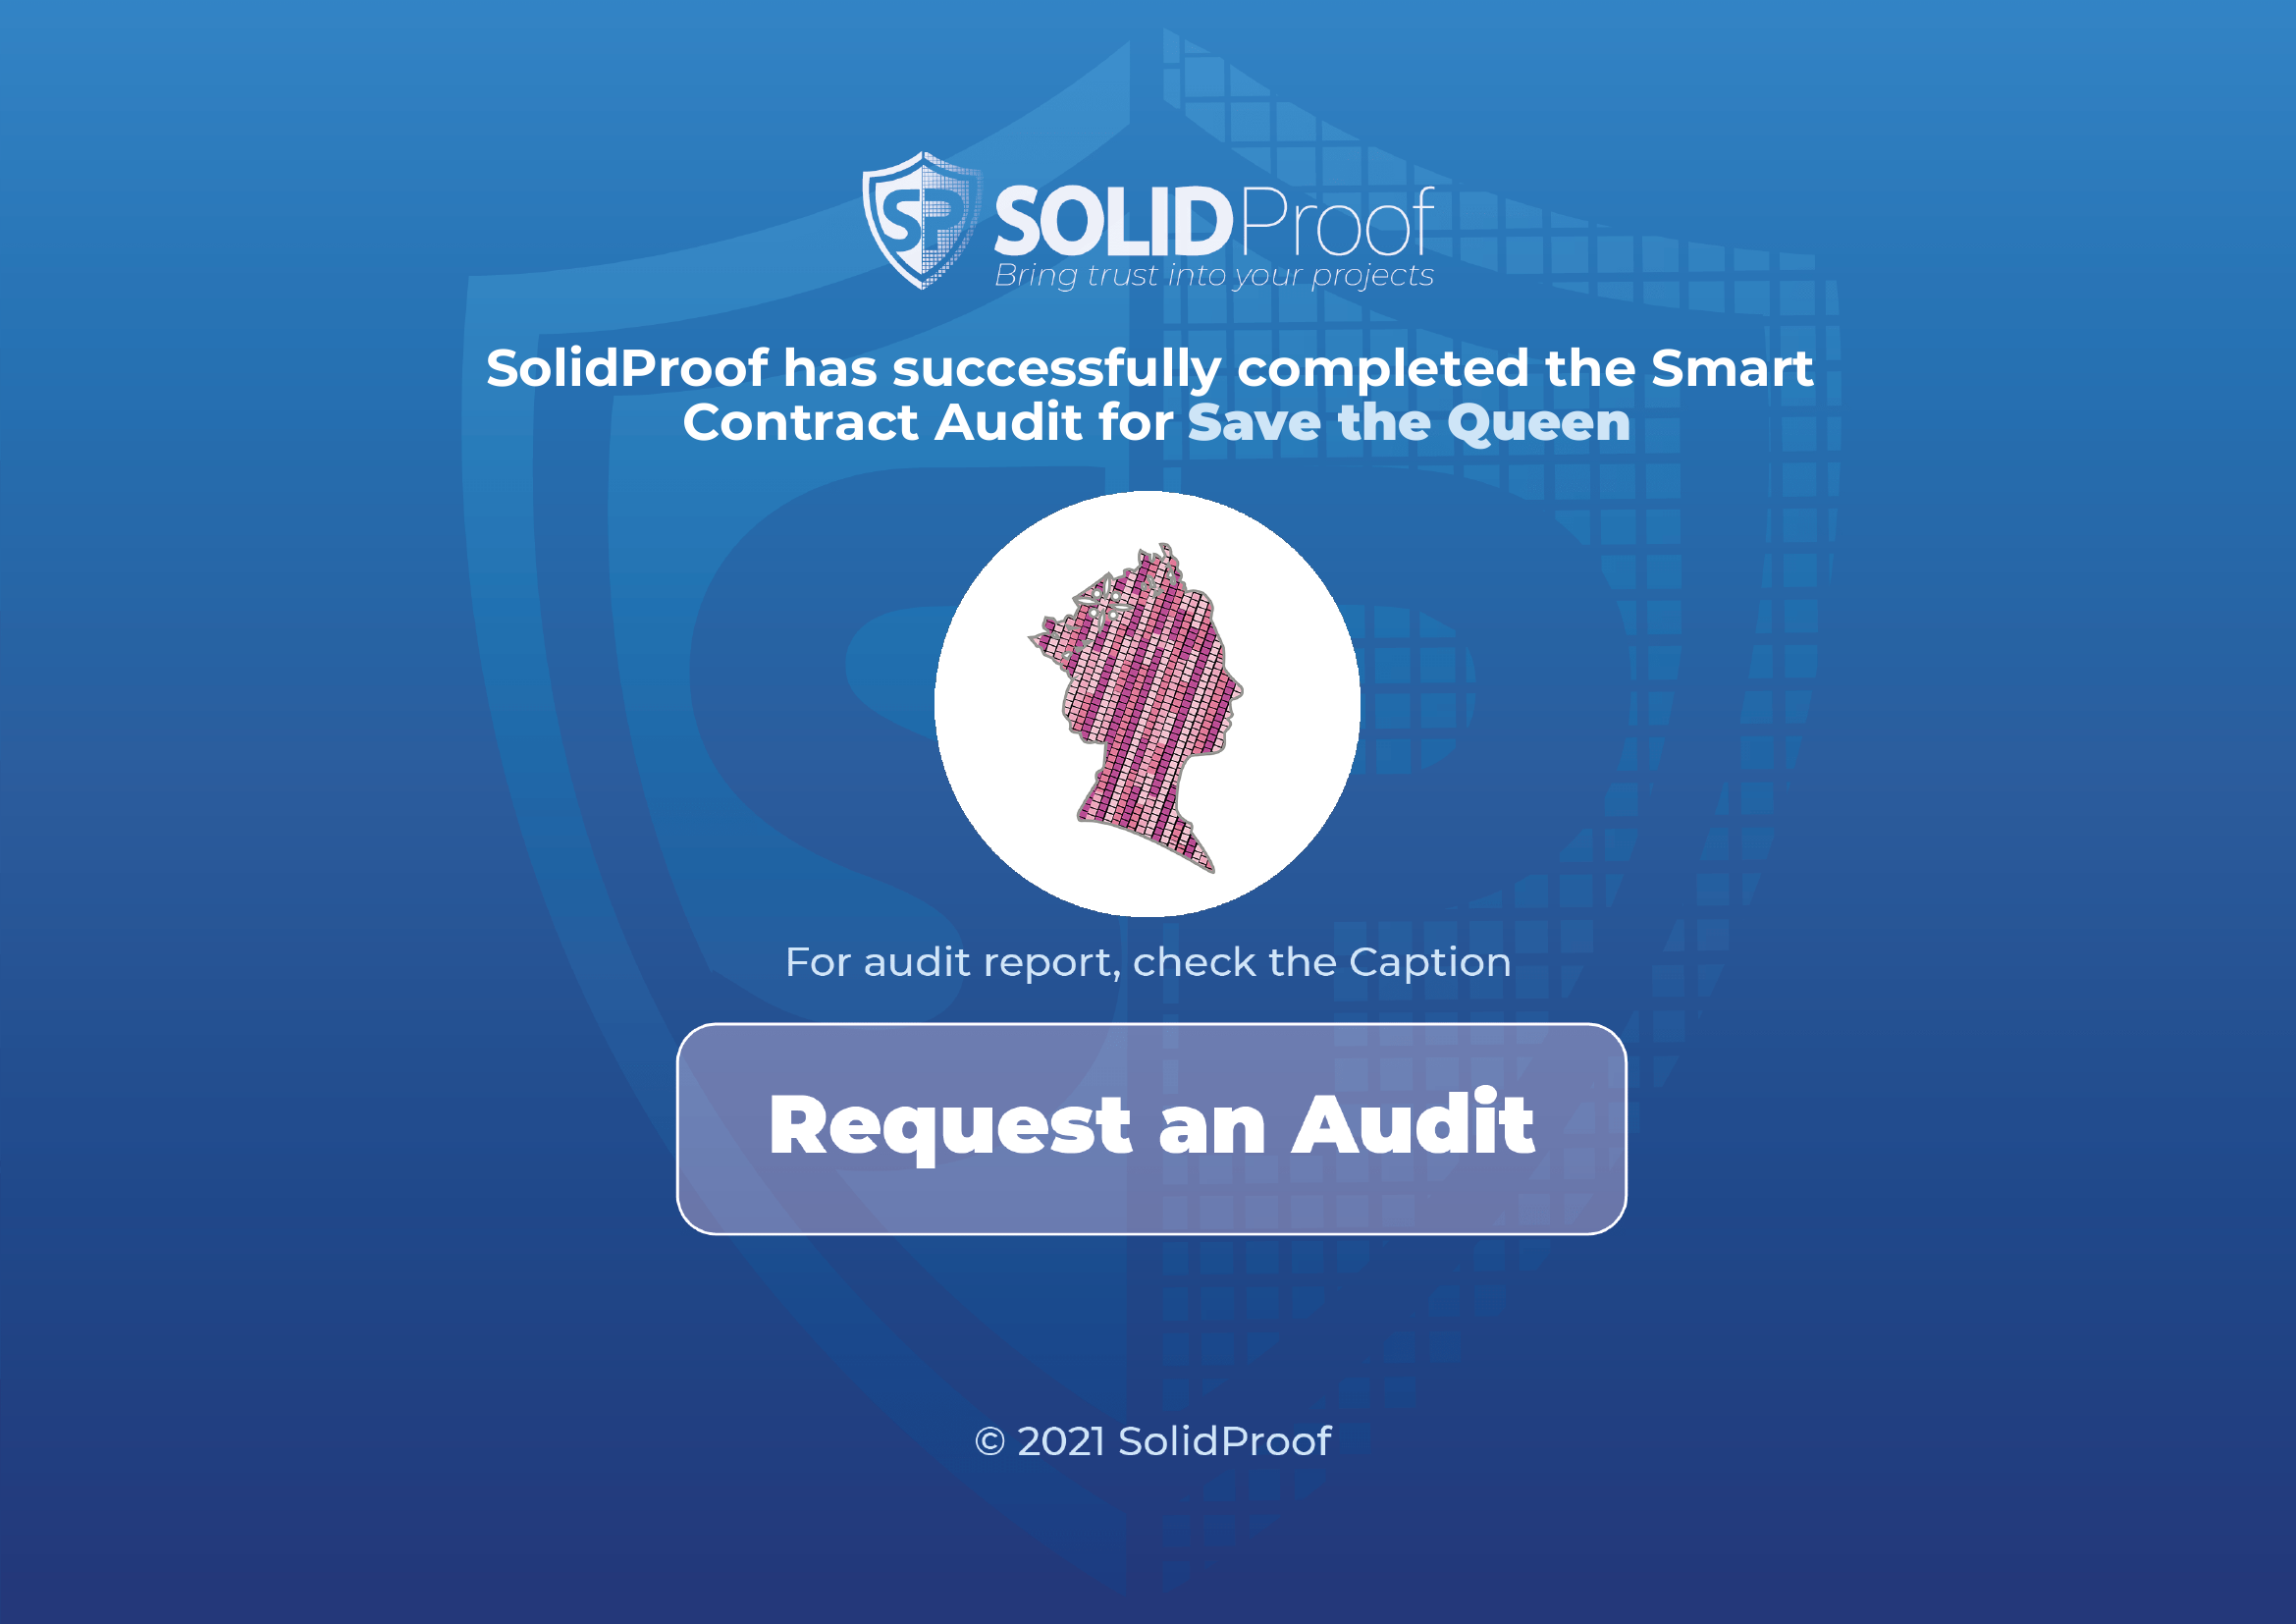 SP SOLIDProof
Bring trust into your projects
SolidProof has successfully completed the Smart
Contract Audit for Save the Queen
For audit report, check the Caption
Request an Audit
© 2021 SolidProof